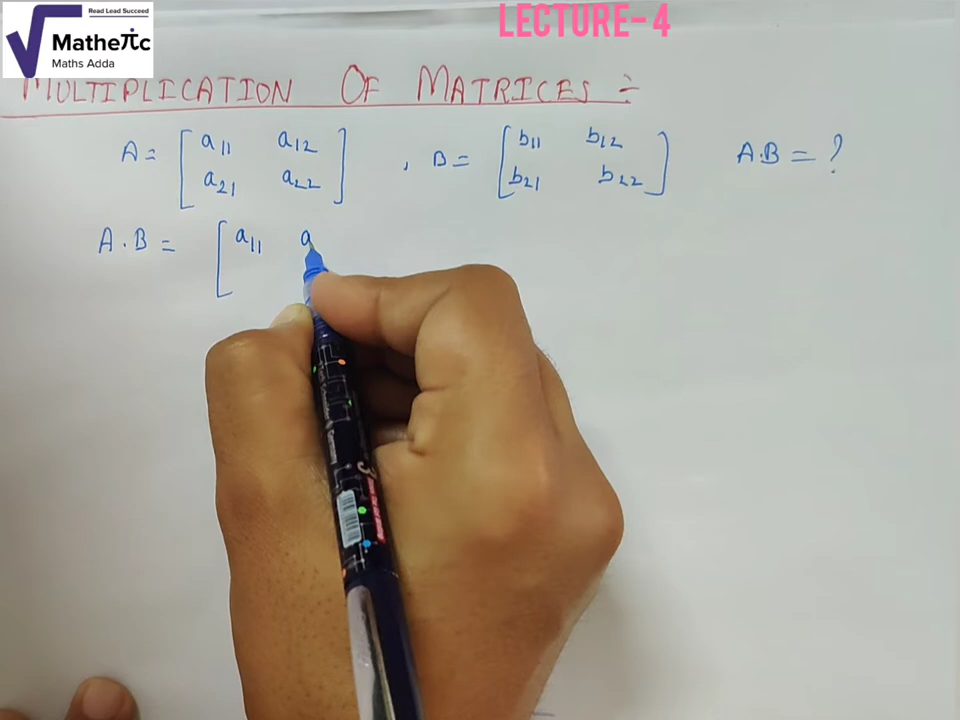 LECTURE-4
Read Lead Succeed
Matheπc
Maths Adda
MULTIPLICATION OF MATRICES :-
A = [ a11 a12 , B = [ b11 b12 A.B = ?
a21 a22 ] b21 b22 ]
A.B = [ a11 a